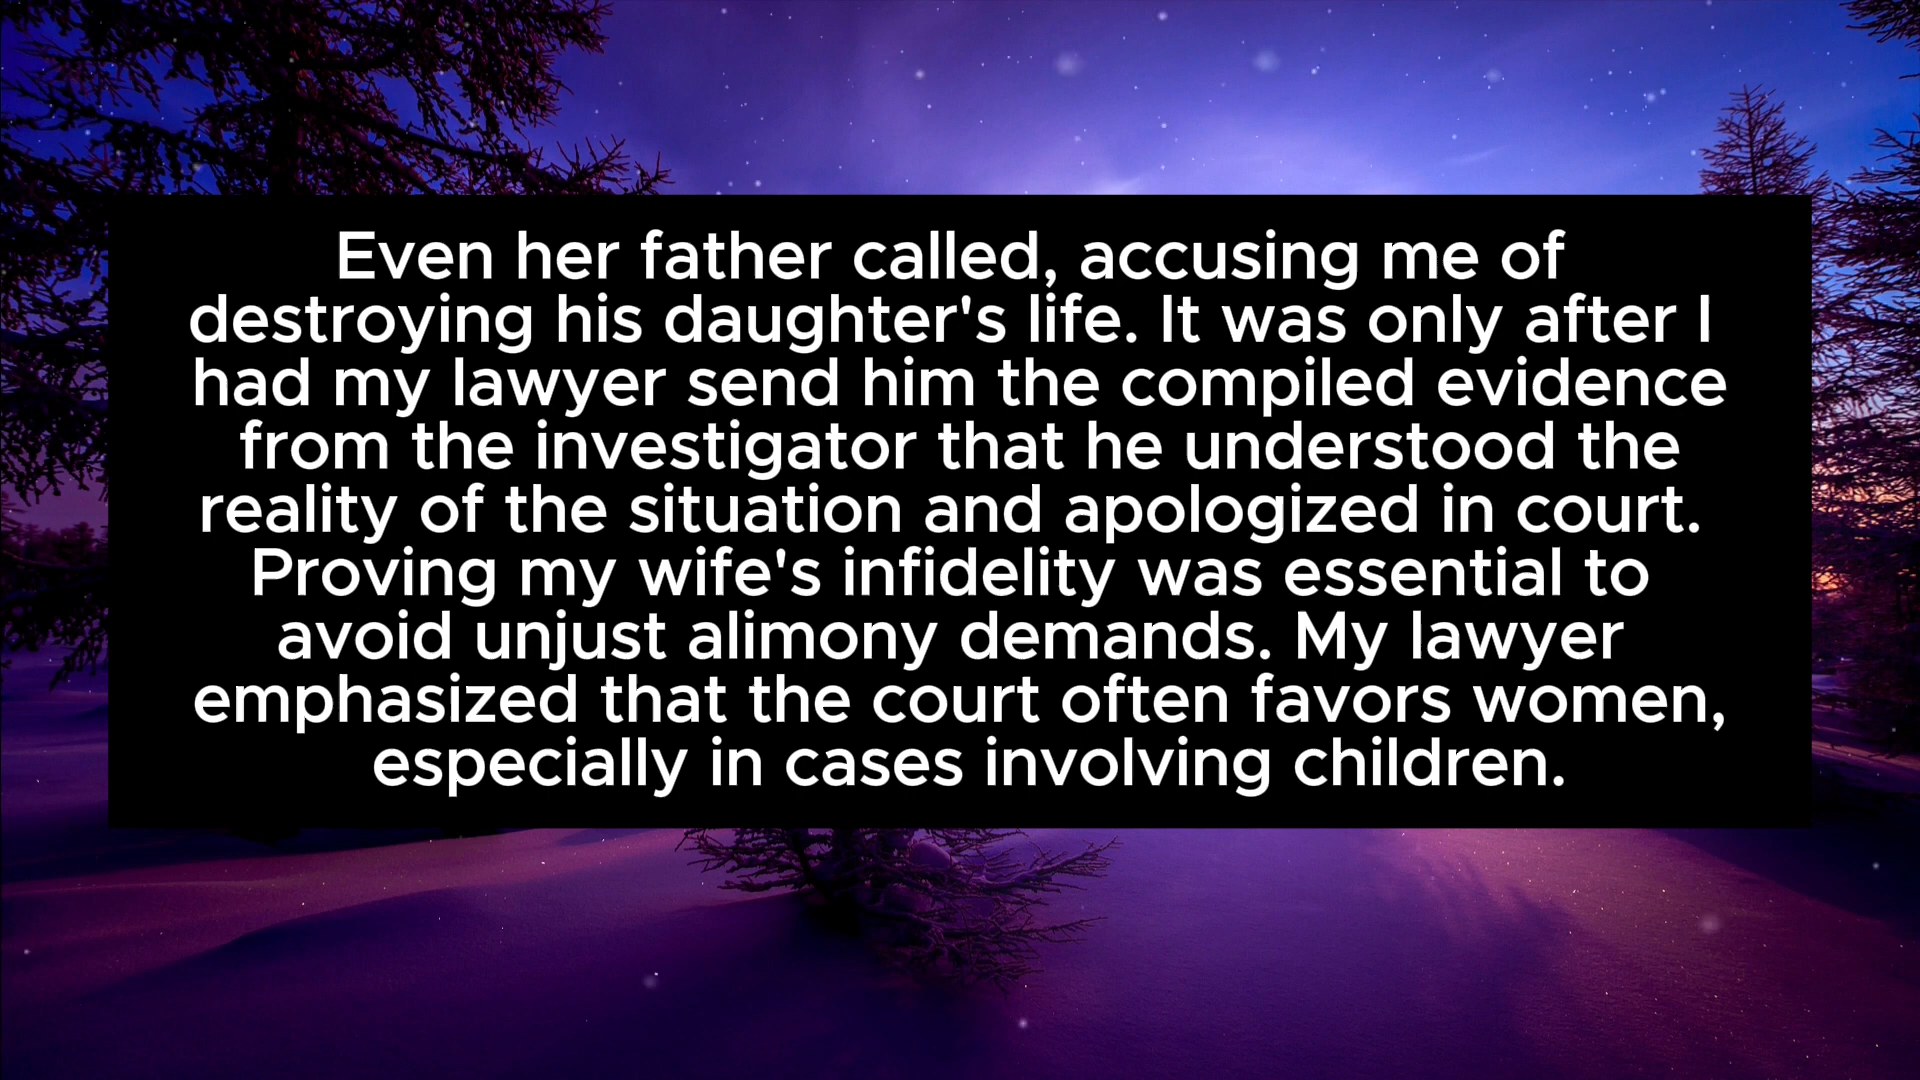 Even her father called, accusing me of
destroying his daughter's life. It was only after I
had my lawyer send him the compiled evidence
from the investigator that he understood the
reality of the situation and apologized in court.
Proving my wife's infidelity was essential to
avoid unjust alimony demands. My lawyer
emphasized that the court often favors women,
especially in cases involving children.